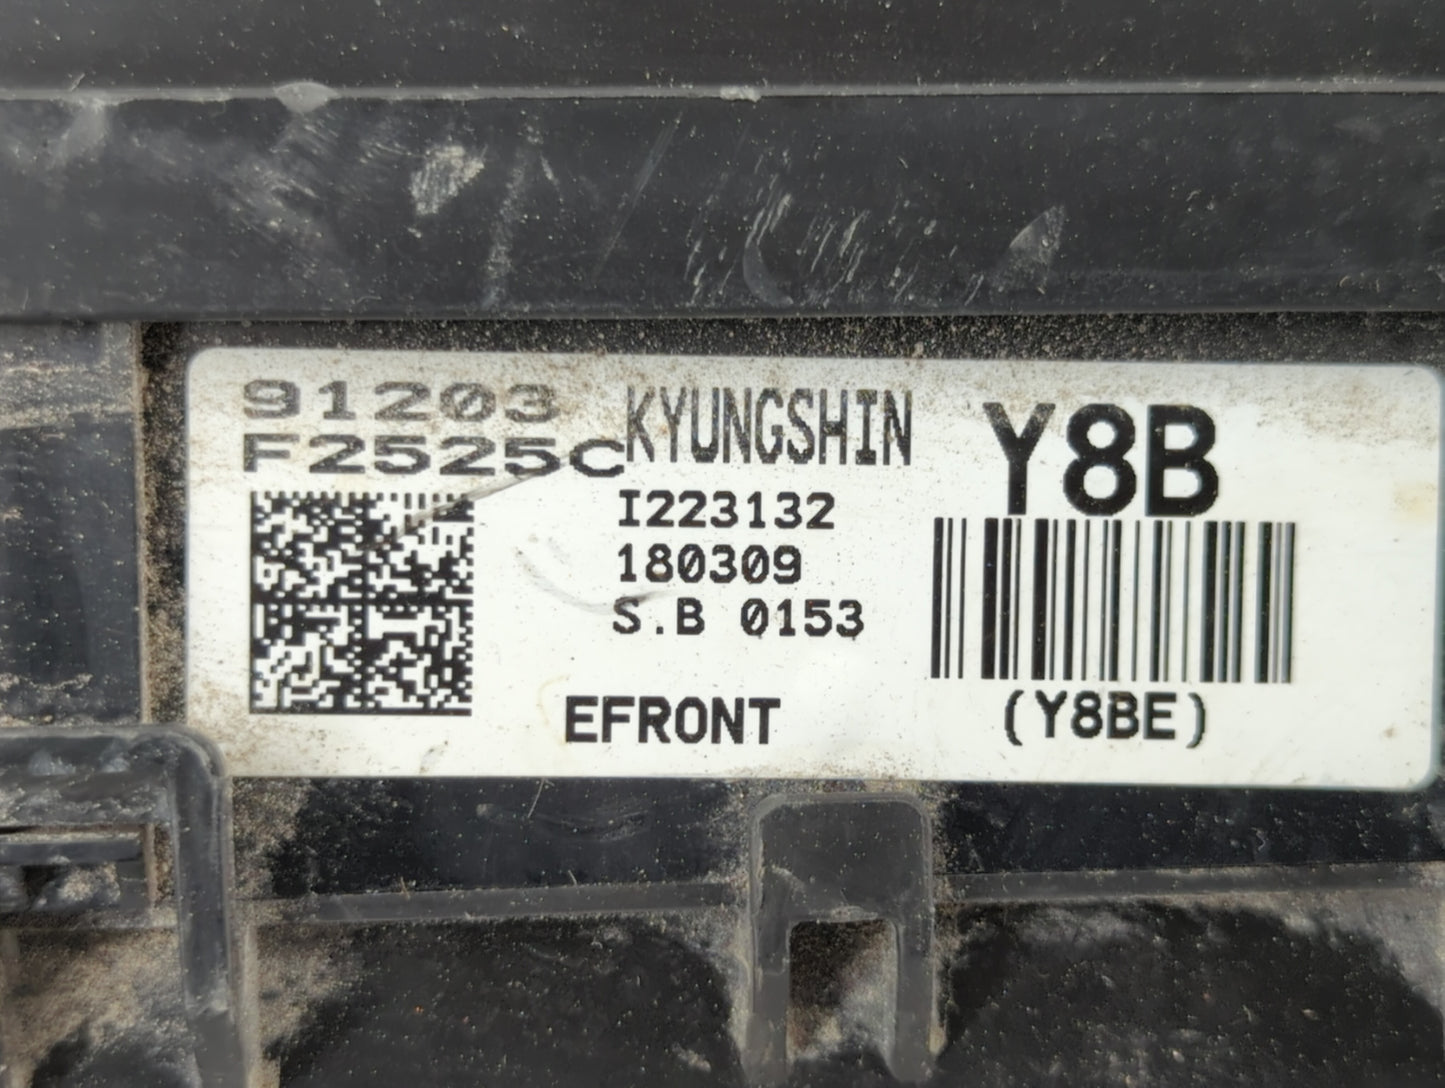 91203
F2525C
KYUNGSHIN
Y8B
I223132
180309
S.B 0153
EFRONT
(Y8BE)